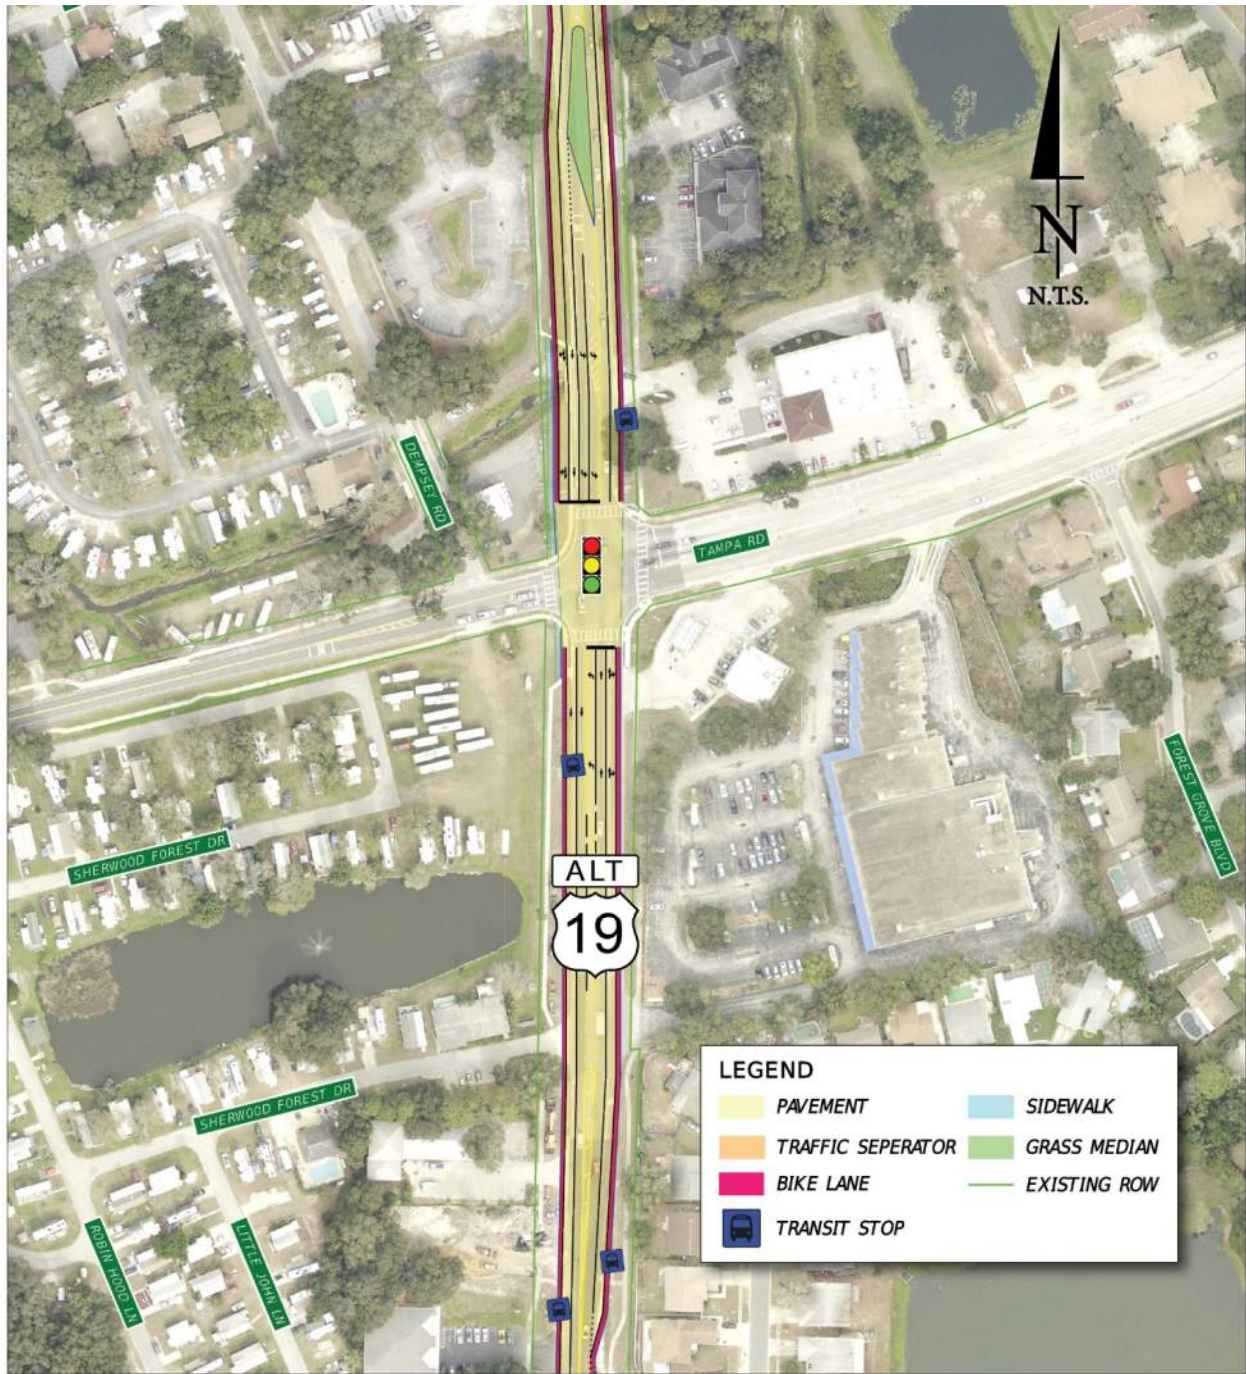 N
N.T.S.
DEMPSEY RD
TAMPA RD
FOREST GROVE BLVD
SHERWOOD FOREST DR
ALT
19
SHERWOOD FOREST DR
ROBIN HOOD LN
LITTLE JOHN LN
LEGEND
PAVEMENT
SIDEWALK
TRAFFIC SEPERATOR
GRASS MEDIAN
BIKE LANE
EXISTING ROW
TRANSIT STOP